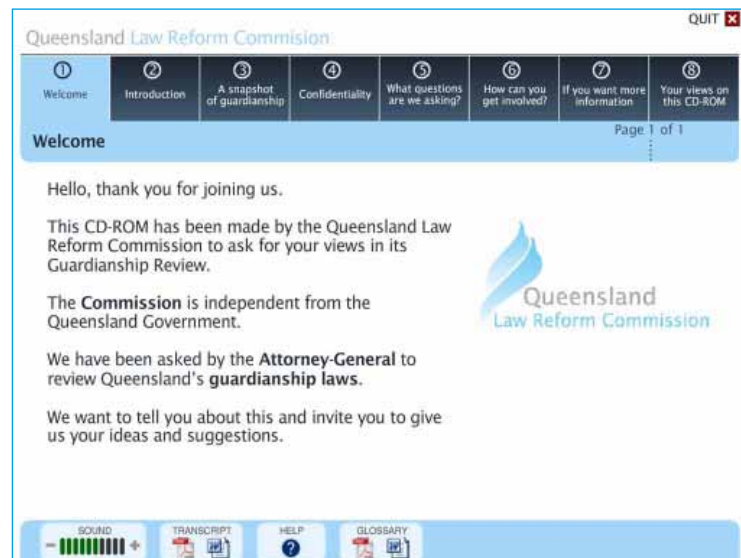 QUIT
Queensland Law Reform Commision
1
Welcome
2
Introduction
3
A snapshot
of guardianship
4
Confidentiality
5
What questions
are we asking?
6
How can you
get involved?
7
If you want more
information
8
Your views on
this CD-ROM
Welcome
Page 1 of 1
Hello, thank you for joining us.
This CD-ROM has been made by the Queensland Law
Reform Commission to ask for your views in its
Guardianship Review.
The Commission is independent from the
Queensland Government.
We have been asked by the Attorney-General to
review Queensland's guardianship laws.
We want to tell you about this and invite you to give
us your ideas and suggestions.
Queensland
Law Reform Commission
SOUND
- +
TRANSCRIPT
HELP
?
GLOSSARY